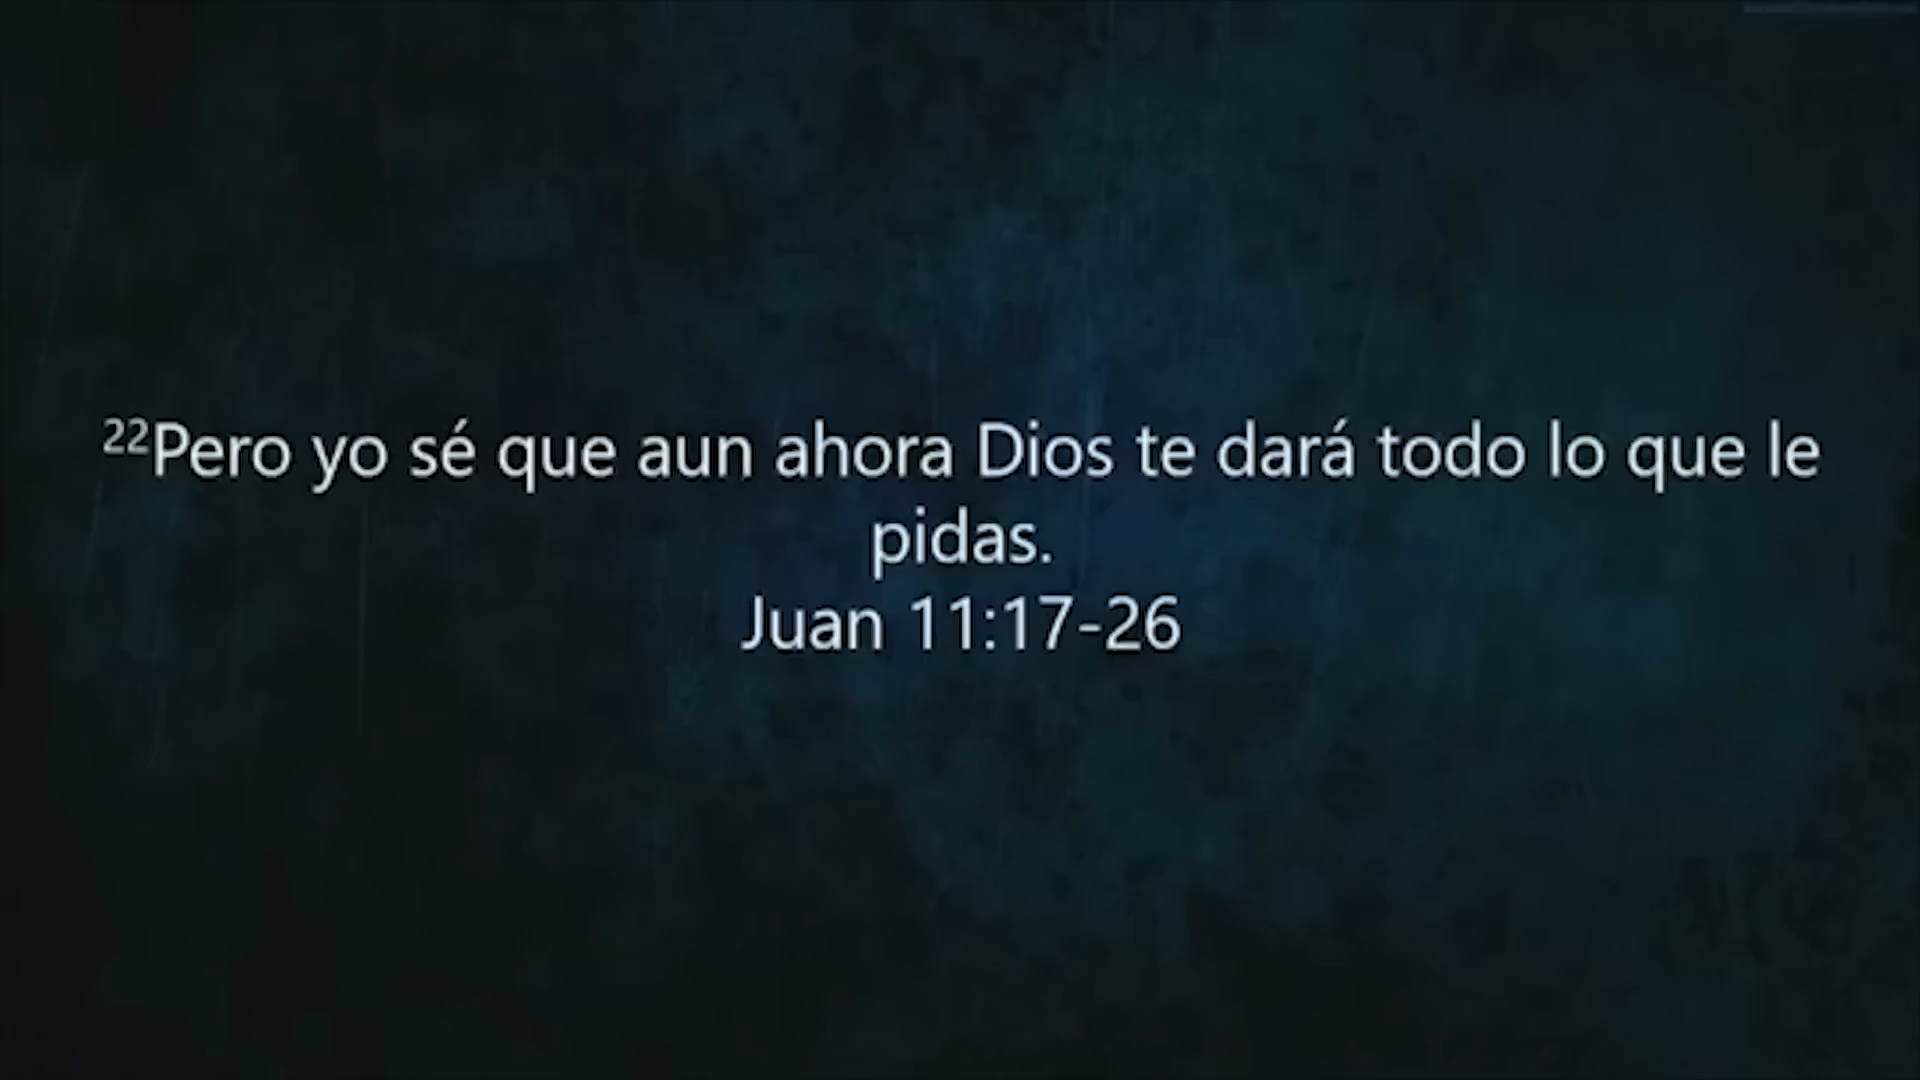 ²²Pero yo sé que aun ahora Dios te dará todo lo que le
pidas.
Juan 11:17-26